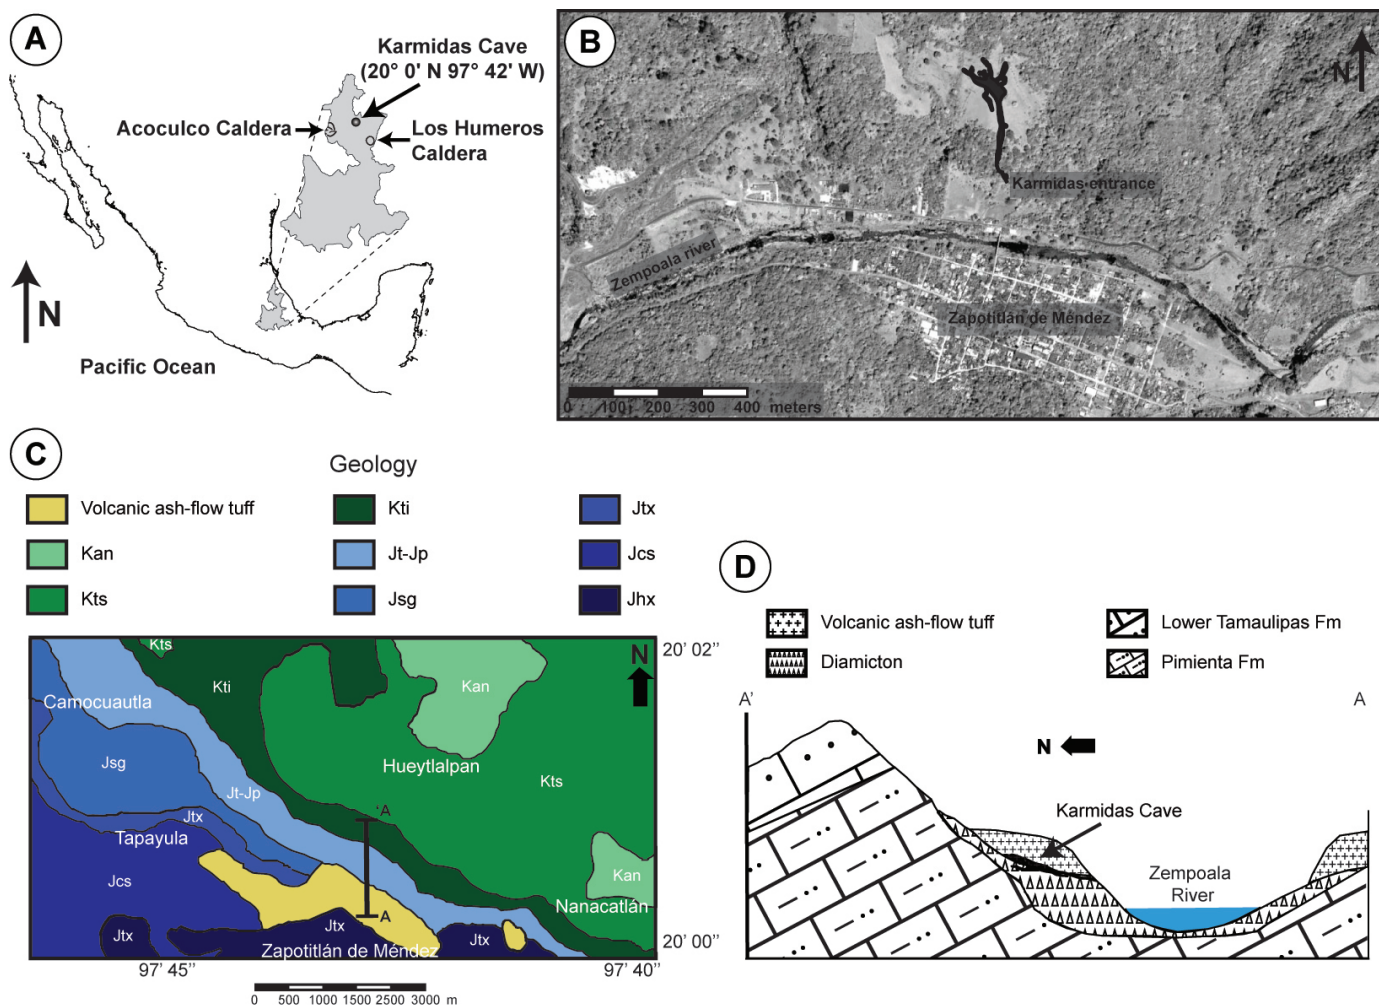 A
Karmidas Cave
(20° 0' N 97° 42' W)
Acoculco Caldera
Los Humeros
Caldera
N
Pacific Ocean
B
N
Karmidas entrance
Zempoala river
Zapotitlán de Méndez
0 100 200 300 400 meters
C
Geology
Volcanic ash-flow tuff
Kti
Jtx
Kan
Jt-Jp
Jcs
Kts
Jsg
Jhx
Kts
N
20' 02''
Kti
Kan
Camocuautla
Jsg
Hueytlalpan
Kts
Jt-Jp
'A
Jtx
Tapayula
Jcs
Kan
Nanacatlán
A
Jtx
Jtx
Jtx
Zapotitlán de Méndez
20' 00''
97' 45''
97' 40''
0 500 1000 1500 2000 3000 m
D
Volcanic ash-flow tuff
Lower Tamaulipas Fm
Diamicton
Pimienta Fm
A'
A
N
Karmidas Cave
Zempoala
River